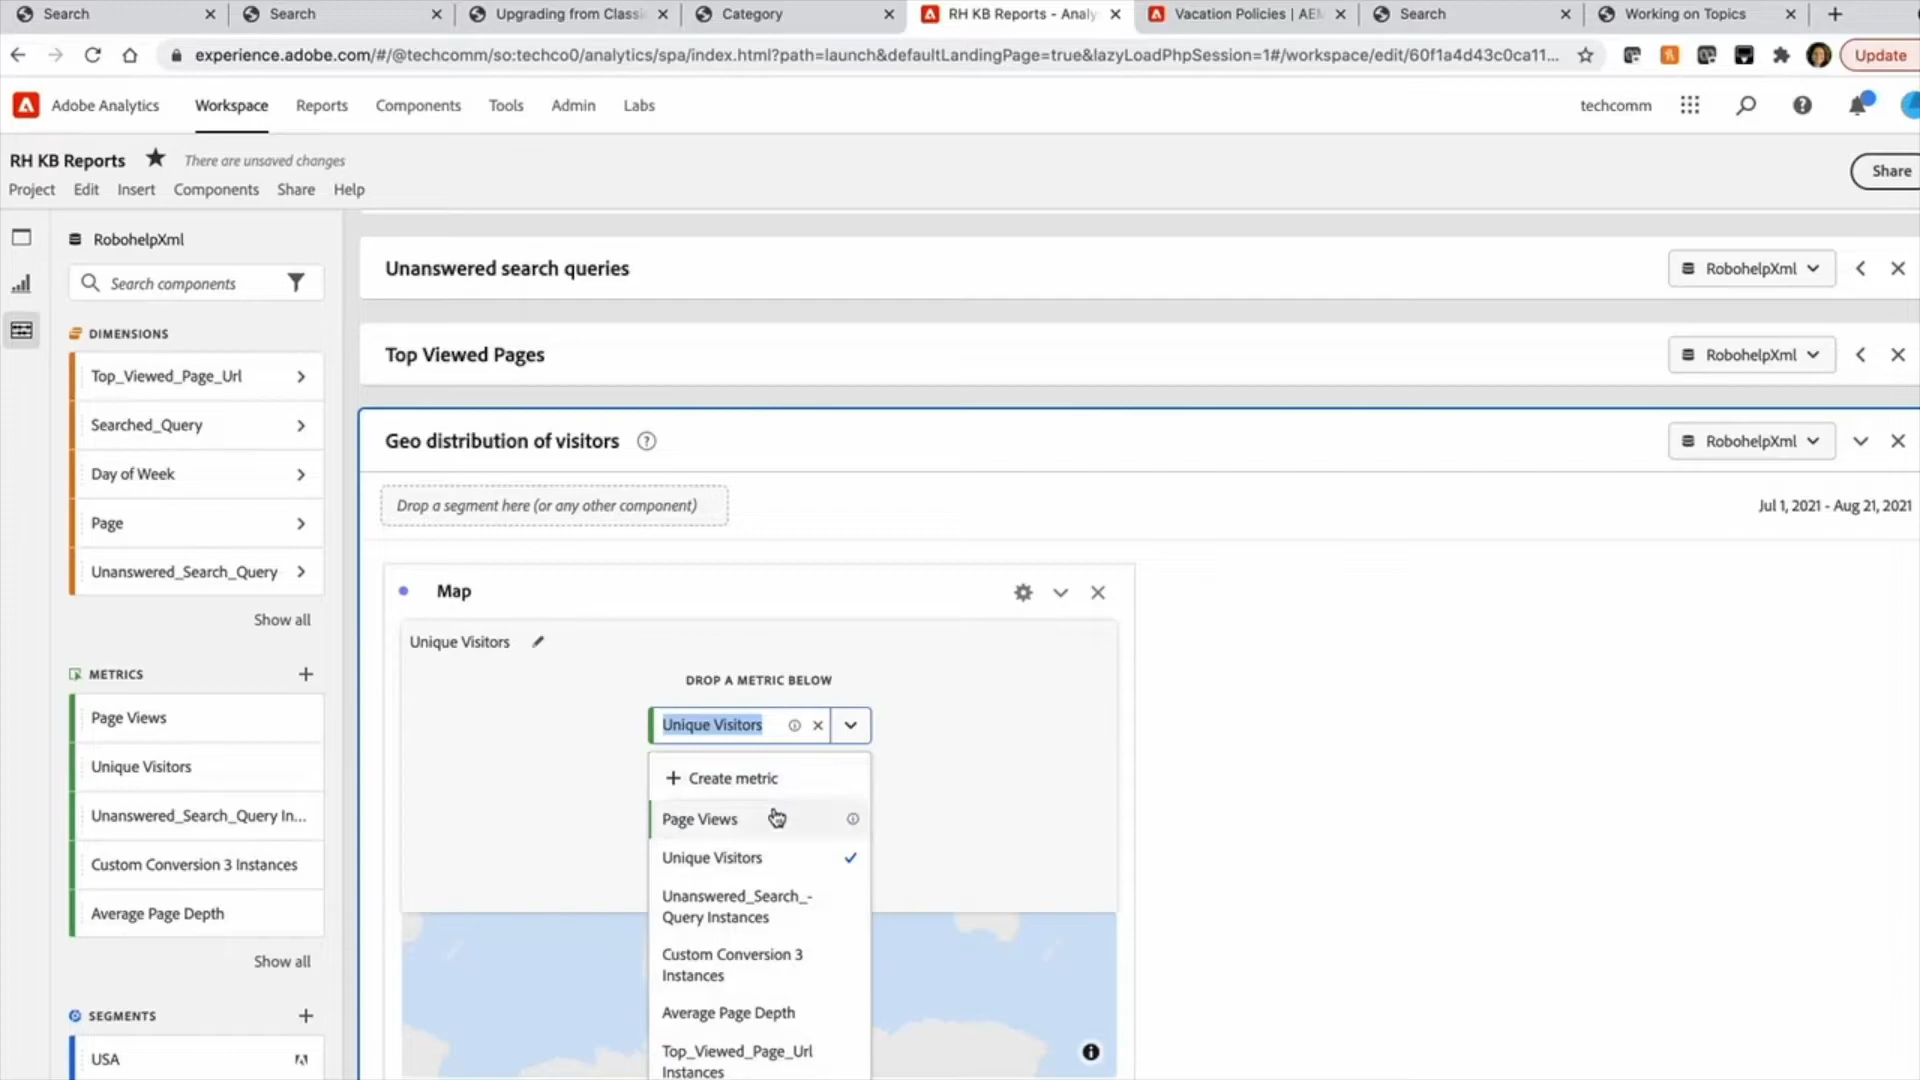 Search
Search
Upgrading from Classi
Category
RH KB Reports - Analy
Vacation Policies | AEM
Search
Working on Topics
experience.adobe.com/#/@techcomm/so:techco0/analytics/spa/index.html?path=launch&defaultLandingPage=true&lazyLoadPhpSession=1#/workspace/edit/60f1a4d43c0ca11...
Update
Adobe Analytics
Workspace
Reports
Components
Tools
Admin
Labs
techcomm
RH KB Reports
There are unsaved changes
Project
Edit
Insert
Components
Share
Help
Share
RobohelpXml
Search components
DIMENSIONS
Top_Viewed_Page_Url
Searched_Query
Day of Week
Page
Unanswered_Search_Query
Show all
METRICS
Page Views
Unique Visitors
Unanswered_Search_Query In...
Custom Conversion 3 Instances
Average Page Depth
Show all
SEGMENTS
USA
Unanswered search queries
RobohelpXml
Top Viewed Pages
RobohelpXml
Geo distribution of visitors
RobohelpXml
Drop a segment here (or any other component)
Jul 1, 2021 - Aug 21, 2021
Map
Unique Visitors
DROP A METRIC BELOW
Unique Visitors
Create metric
Page Views
Unique Visitors
Unanswered_Search_-
Query Instances
Custom Conversion 3
Instances
Average Page Depth
Top_Viewed_Page_Url
Instances